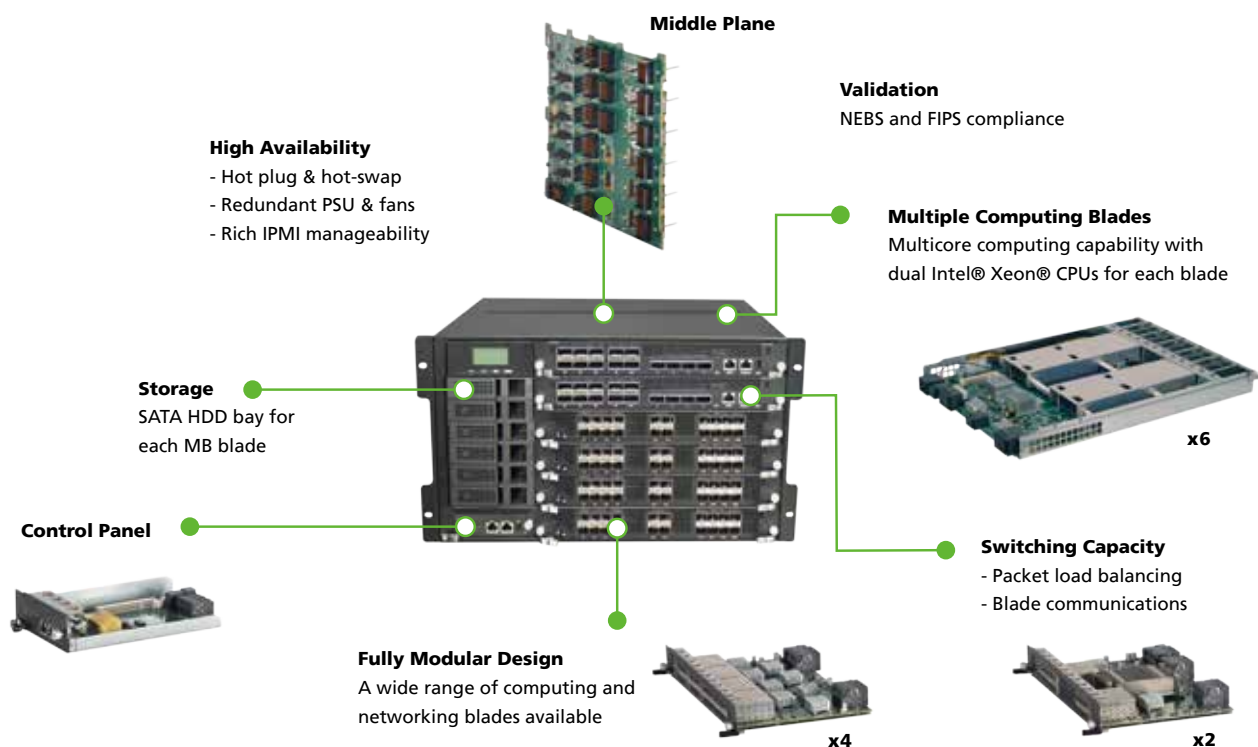 Middle Plane
Validation
NEBS and FIPS compliance
High Availability
- Hot plug & hot-swap
- Redundant PSU & fans
- Rich IPMI manageability
Multiple Computing Blades
Multicore computing capability with
dual Intel® Xeon® CPUs for each blade
x6
Storage
SATA HDD bay for
each MB blade
Control Panel
Switching Capacity
- Packet load balancing
- Blade communications
x2
Fully Modular Design
A wide range of computing and
networking blades available
x4